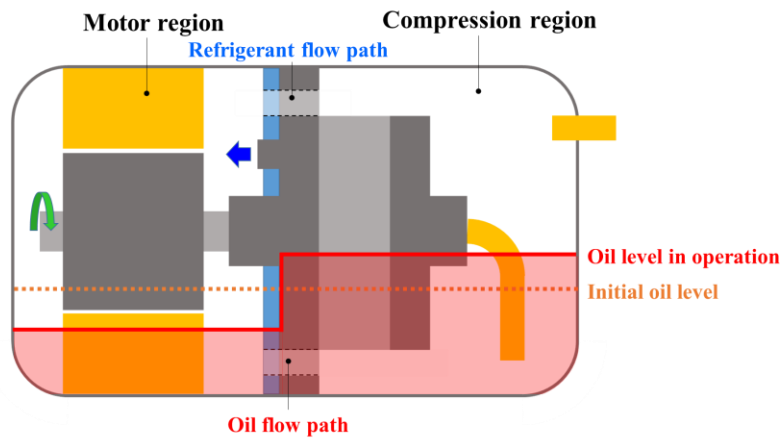 Motor region
Compression region
Refrigerant flow path
Oil level in operation
Initial oil level
Oil flow path